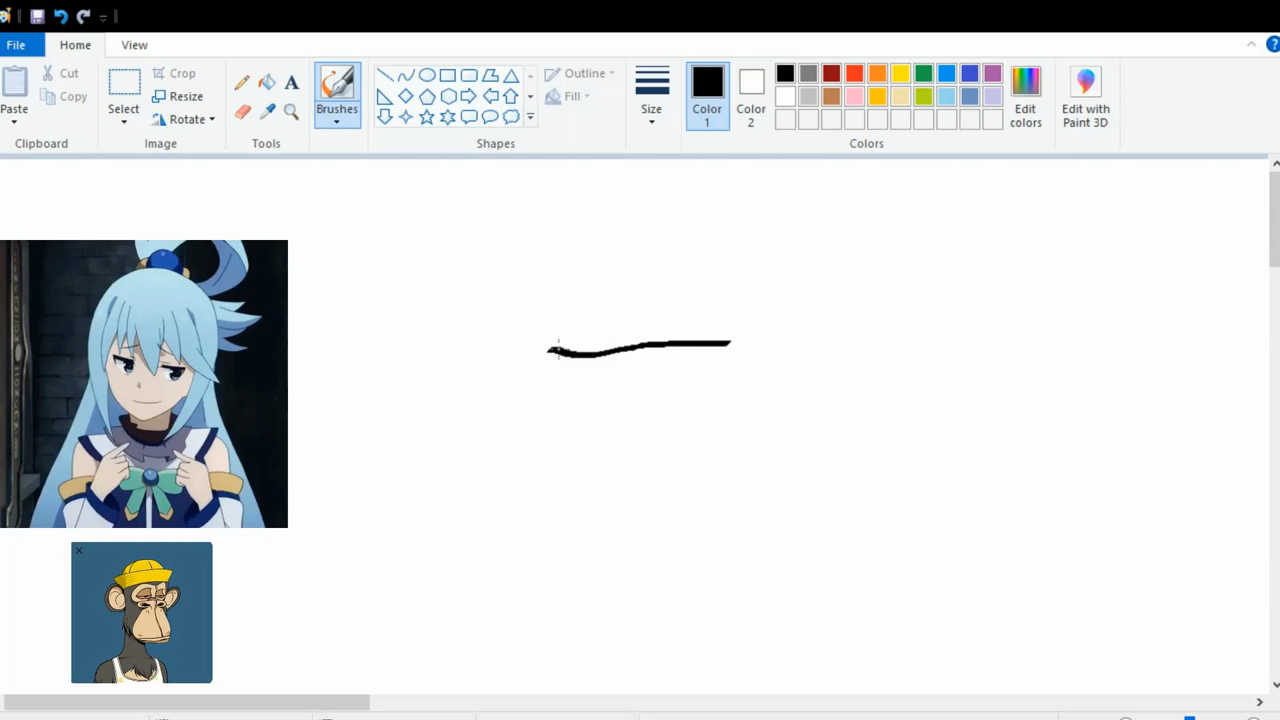 File Home View
Paste Cut Copy Clipboard
Select Crop Resize Rotate Image
A
Tools
Brushes
Outline Fill Shapes
Size
Color 1
Color 2
Edit colors
Colors
Edit with Paint 3D
?